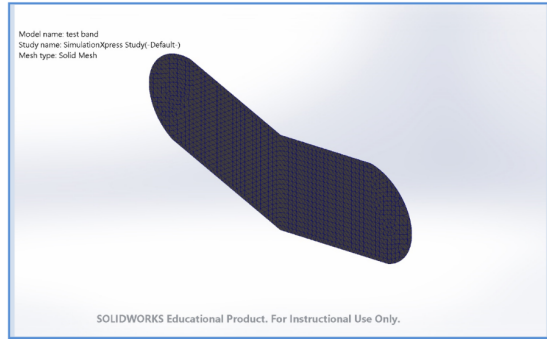 Model name: test band
Study name: SimulationXpress Study(-Default-)
Mesh type: Solid Mesh
SOLIDWORKS Educational Product. For Instructional Use Only.